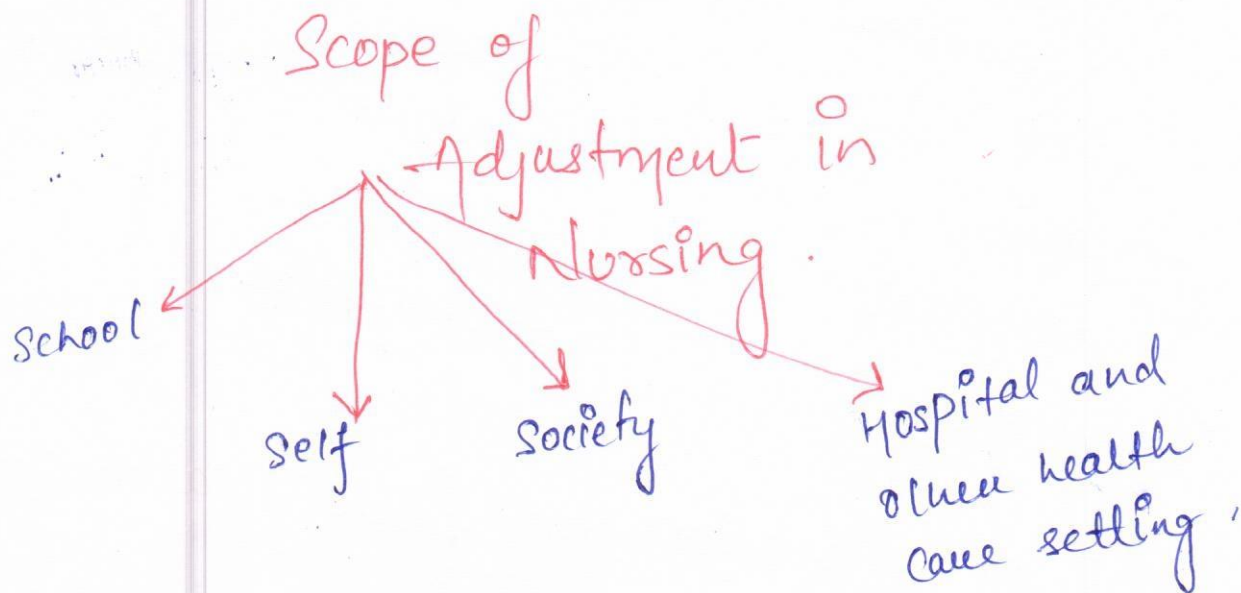 Scope of
Adjustment in
Nursing.
School
Self
Society
Hospital and
other health
care setting.